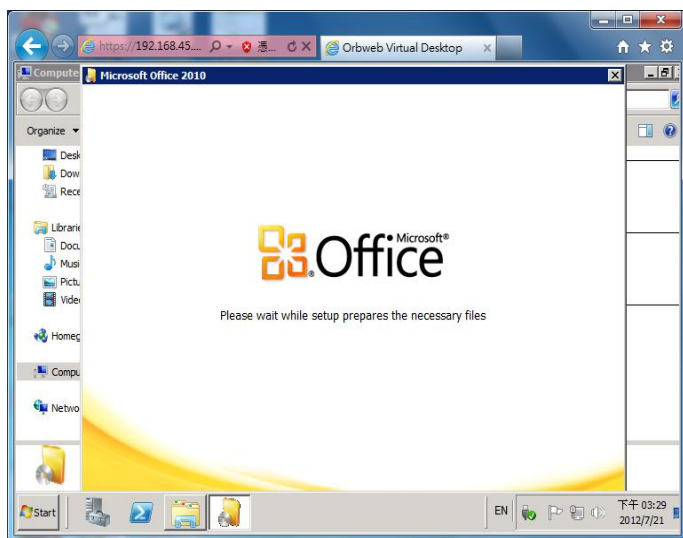 https://192.168.45.... 憑... Orbweb Virtual Desktop
Compute Microsoft Office 2010
Organize
Desk
Dow
Rece
Librarie
Docu
Musi
Pictu
Vide
Homeg
Compu
Netwo
Microsoft®
Office
Please wait while setup prepares the necessary files
Start EN 下午 03:29
2012/7/21